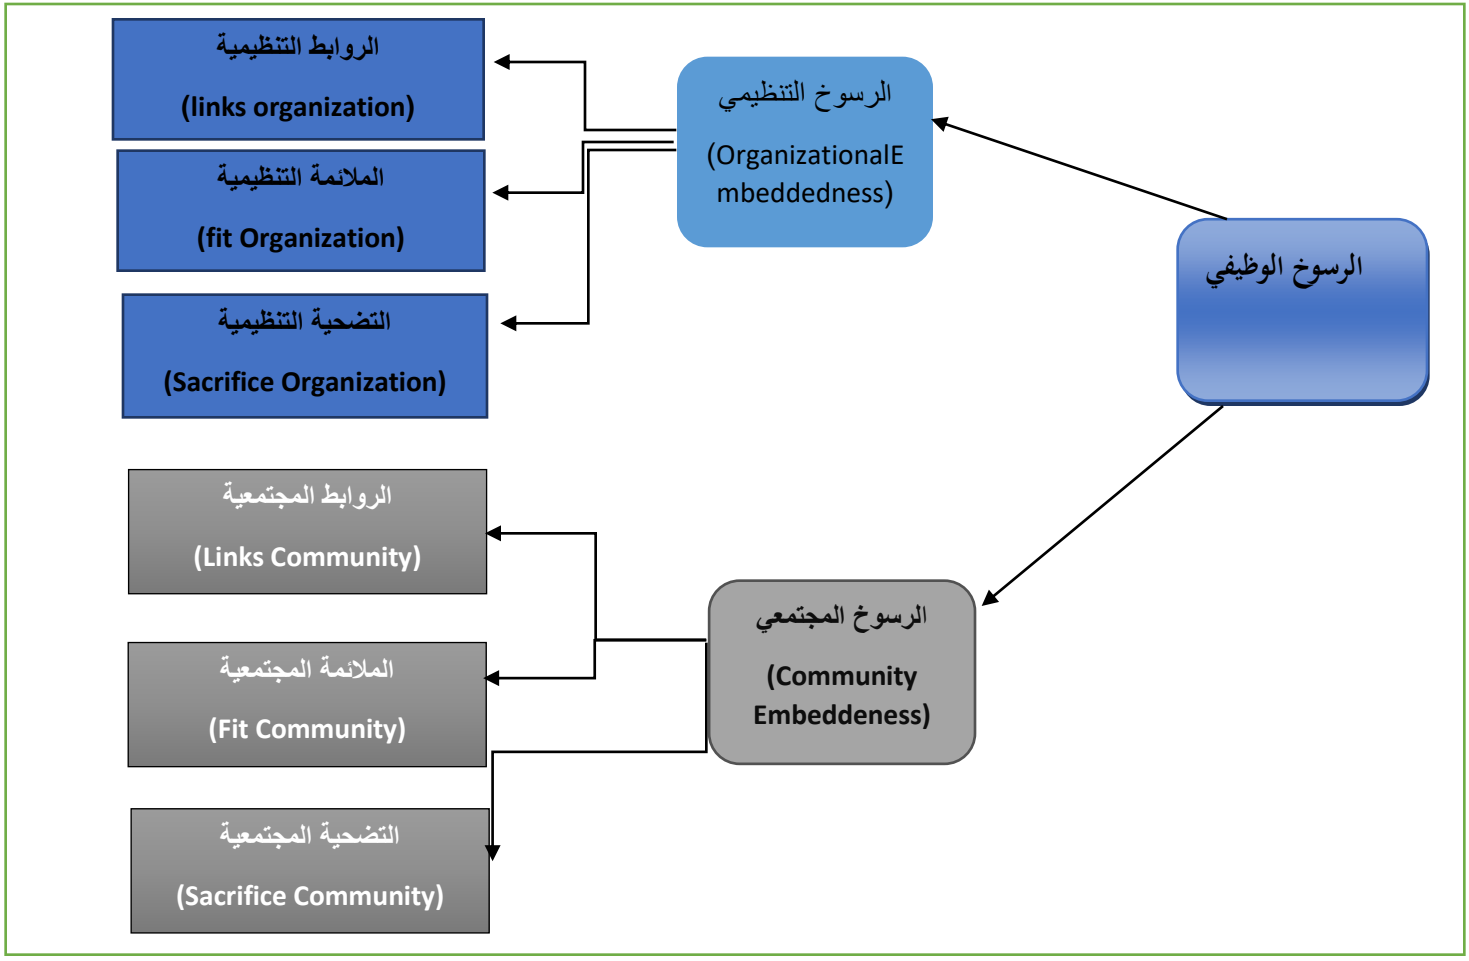 الرسوخ الوظيفي
الرسوخ التنظيمي
(OrganizationalE
mbeddedness)
الروابط التنظيمية
(links organization)
الملائمة التنظيمية
(fit Organization)
التضحية التنظيمية
(Sacrifice Organization)
الرسوخ المجتمعي
(Community
Embeddeness)
الروابط المجتمعية
(Links Community)
الملائمة المجتمعية
(Fit Community)
التضحية المجتمعية
(Sacrifice Community)